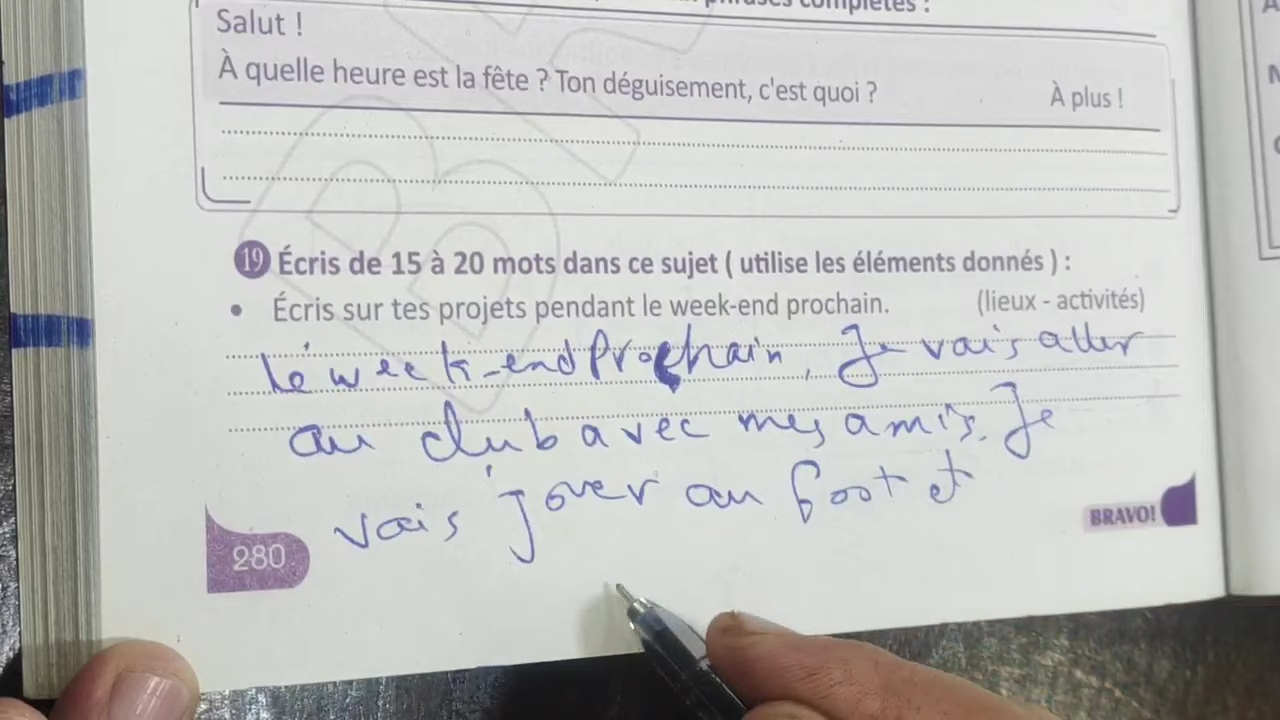 phrases complètes :
Salut !
À quelle heure est la fête ? Ton déguisement, c'est quoi ?
À plus !
19 Écris de 15 à 20 mots dans ce sujet ( utilise les éléments donnés ) :
• Écris sur tes projets pendant le week-end prochain. (lieux - activités)
Le week-end Prochain, Je vais aller
au club avec mes amis. Je
vais jouer au foot et
280
BRAVO!